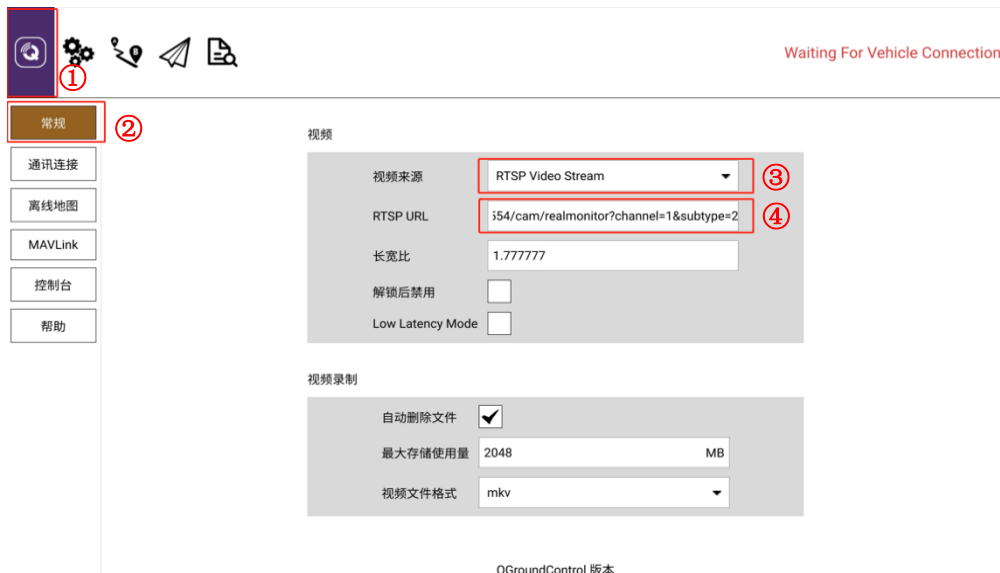 Waiting For Vehicle Connection
①
常规
②
通讯连接
离线地图
MAVLink
控制台
帮助
视频
视频来源
RTSP Video Stream
③
RTSP URL
554/cam/realmonitor?channel=1&subtype=2
④
长宽比
1.777777
解锁后禁用
Low Latency Mode
视频录制
自动删除文件
最大存储使用量
2048
MB
视频文件格式
mkv
QGroundControl 版本